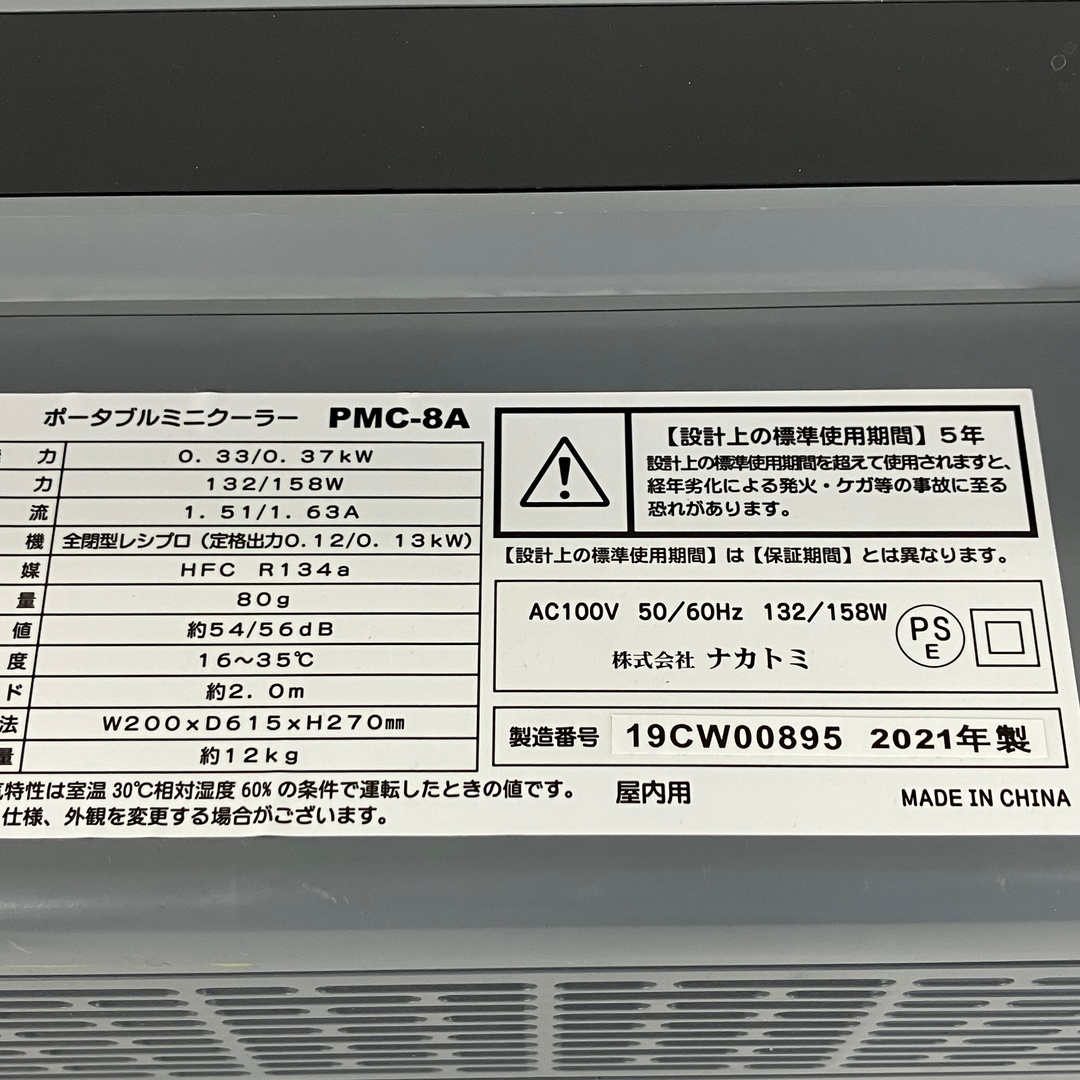 ポータブルミニクーラー PMC-8A
力 0.33/0.37kW
力 132/158W
流 1.51/1.63A
機 全閉型レシプロ(定格出力0.12/0.13kW)
媒 HFC R134a
量 80g
値 約54/56dB
度 16~35℃
ド 約2.0m
法 W200xD615xH270mm
量 約12kg
特性は室温30℃相対湿度60%の条件で運転したときの値です。
仕様、外観を変更する場合がございます。
【設計上の標準使用期間】5年
設計上の標準使用期間を超えて使用されますと、
経年劣化による発火・ケガ等の事故に至る
恐れがあります。
【設計上の標準使用期間】は【保証期間】とは異なります。
AC100V 50/60Hz 132/158W
株式会社 ナカトミ
PS
E
製造番号 19CW00895 2021年製
屋内用 MADE IN CHINA